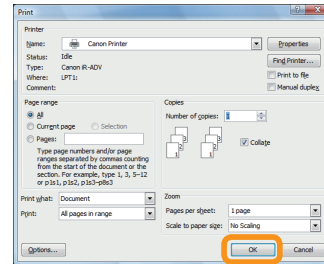 Print
Printer
Name: Canon Printer Properties
Status: Idle
Type: Canon iR-ADV Find Printer...
Where: LPT1: Print to file
Comment: Manual duplex
Page range
All
Current page Selection
Pages:
Type page numbers and/or page
ranges separated by commas counting
from the start of the document or the
section. For example, type 1, 3, 5–12
or p1s1, p1s2, p1s3–p8s3
Copies
Number of copies: 1
Collate
Print what: Document
Print: All pages in range
Zoom
Pages per sheet: 1 page
Scale to paper size: No Scaling
Options... OK Cancel